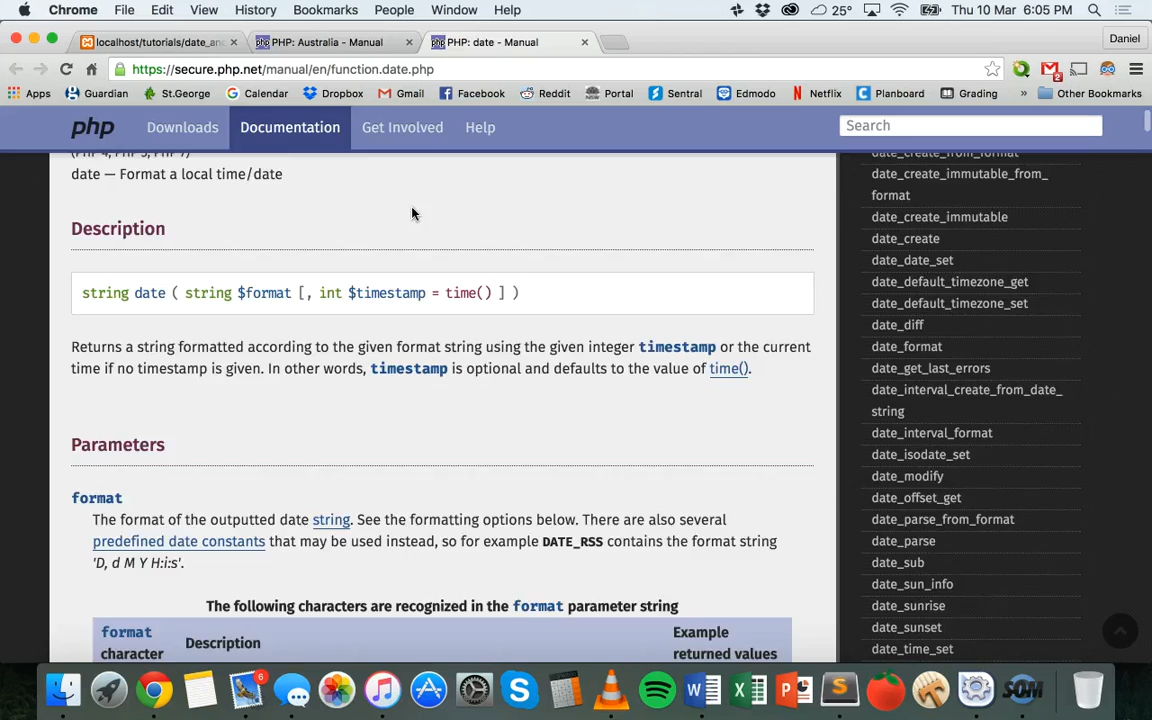 Chrome File Edit View History Bookmarks People Window Help 25° Thu 10 Mar 6:05 PM
localhost/tutorials/date_an PHP: Australia - Manual PHP: date - Manual Daniel
https://secure.php.net/manual/en/function.date.php 2
Apps Guardian St.George Calendar Dropbox Gmail Facebook Reddit Portal Sentral Edmodo Netflix Planboard Grading » Other Bookmarks
php Downloads Documentation Get Involved Help Search
(PHP 4, PHP 5, PHP 7)
date — Format a local time/date
Description
string date ( string $format [, int $timestamp = time() ] )
Returns a string formatted according to the given format string using the given integer timestamp or the current
time if no timestamp is given. In other words, timestamp is optional and defaults to the value of time().
Parameters
format
The format of the outputted date string. See the formatting options below. There are also several
predefined date constants that may be used instead, so for example DATE_RSS contains the format string
'D, d M Y H:i:s'.
The following characters are recognized in the format parameter string
format
character
Description
Example
returned values
date_create_from_format
date_create_immutable_from_
format
date_create_immutable
date_create
date_date_set
date_default_timezone_get
date_default_timezone_set
date_diff
date_format
date_get_last_errors
date_interval_create_from_date_
string
date_interval_format
date_isodate_set
date_modify
date_offset_get
date_parse_from_format
date_parse
date_sub
date_sun_info
date_sunrise
date_sunset
date_time_set
6
SOM